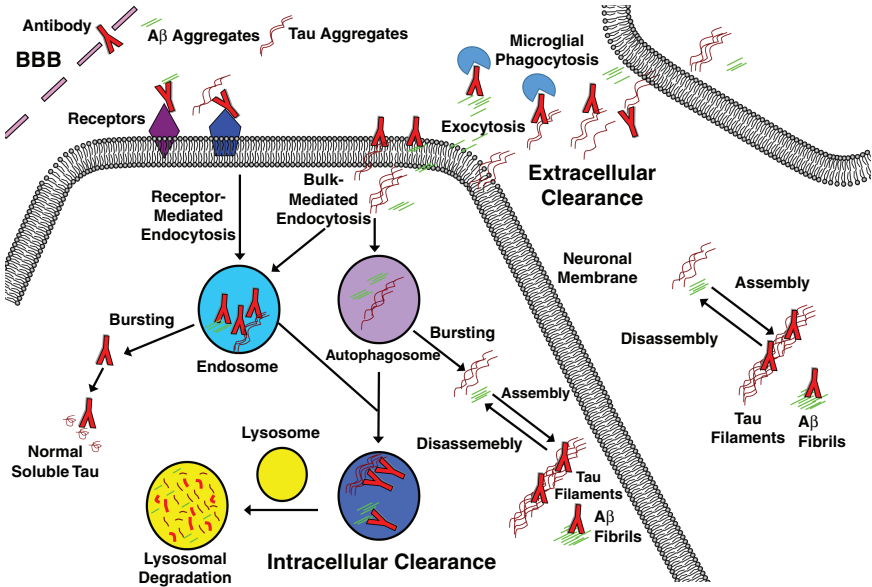 Antibody
BBB
Aβ Aggregates
Tau Aggregates
Microglial
Phagocytosis
Receptors
Exocytosis
Extracellular
Clearance
Receptor-
Mediated
Endocytosis
Bulk-
Mediated
Endocytosis
Neuronal
Membrane
Assembly
Disassembly
Tau
Filaments
Aβ
Fibrils
Bursting
Endosome
Autophagosome
Bursting
Assembly
Disassemebly
Normal
Soluble Tau
Lysosome
Tau
Filaments
Aβ
Fibrils
Lysosomal
Degradation
Intracellular Clearance